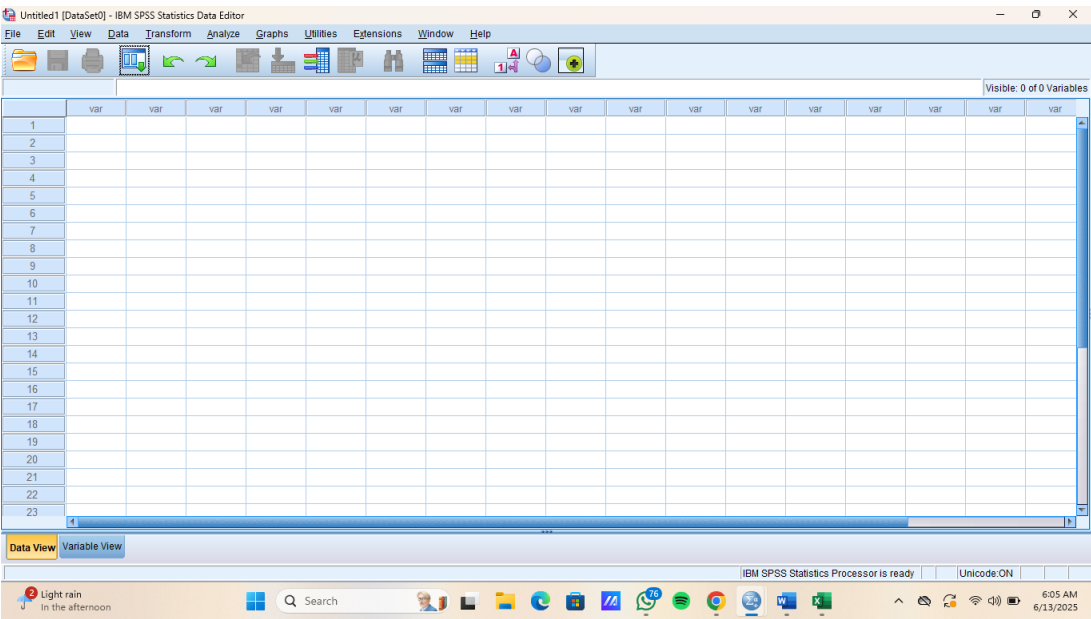 Untitled1 [DataSet0] - IBM SPSS Statistics Data Editor
File Edit View Data Transform Analyze Graphs Utilities Extensions Window Help
1 A
Visible: 0 of 0 Variables
var var var var var var var var var var var var var var var var var
1
2
3
4
5
6
7
8
9
10
11
12
13
14
15
16
17
18
19
20
21
22
23
Data View Variable View
IBM SPSS Statistics Processor is ready Unicode:ON
2 Light rain
In the afternoon
Search
76
6:05 AM
6/13/2025